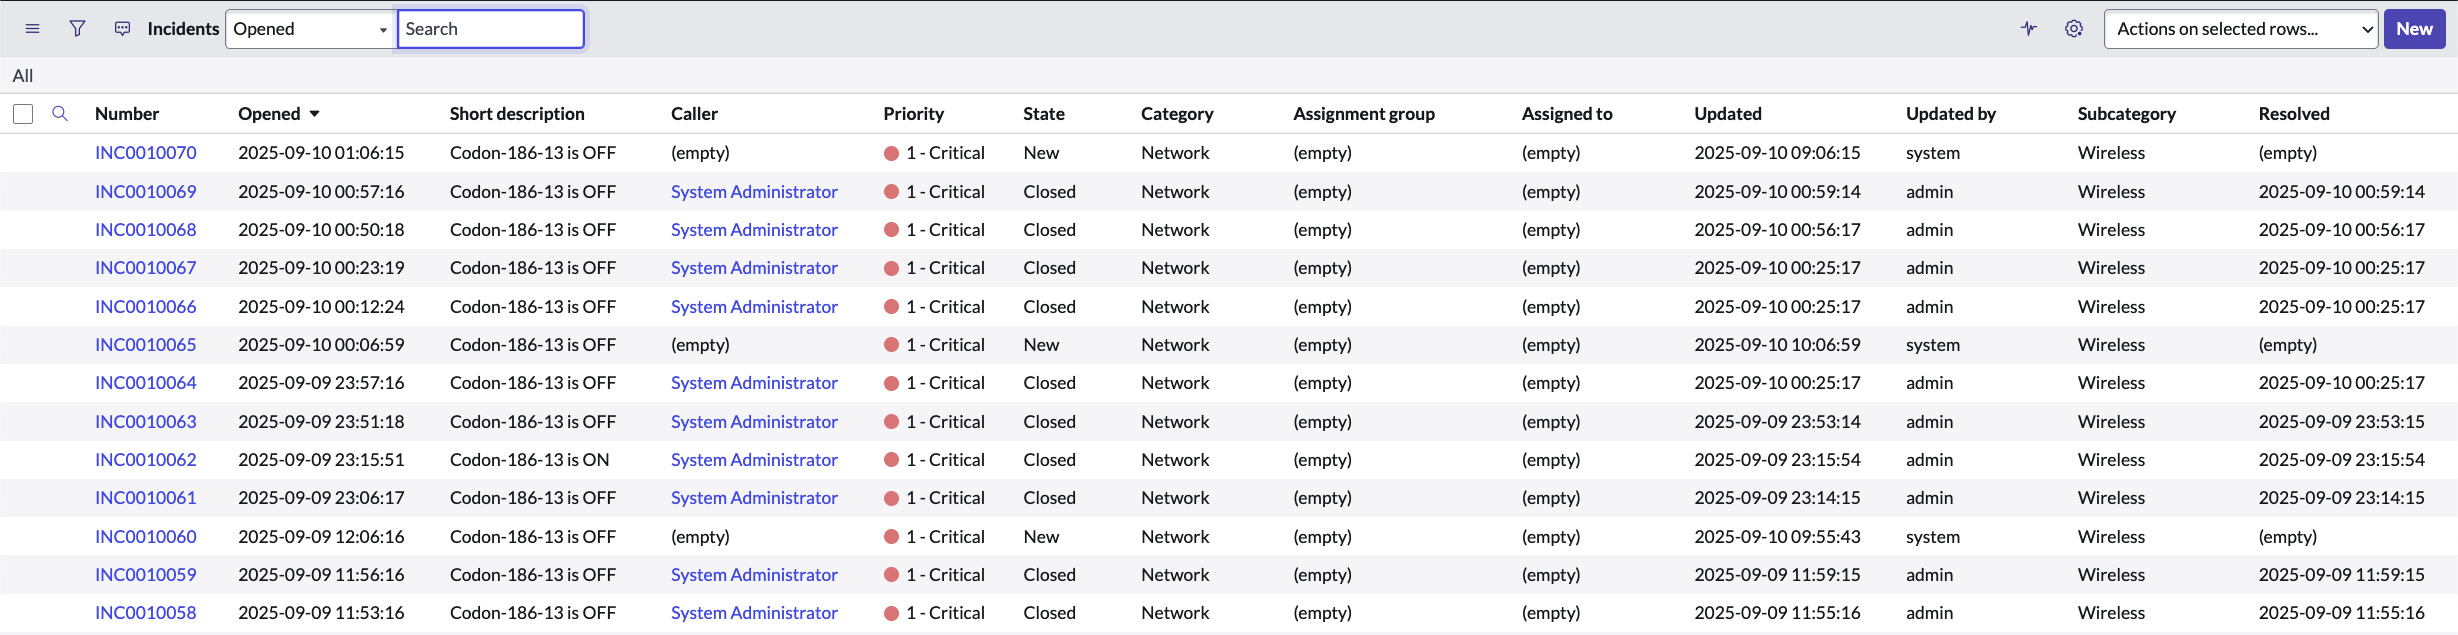 Incidents Opened Search Actions on selected rows... New
All
Number Opened Short description Caller Priority State Category Assignment group Assigned to Updated Updated by Subcategory Resolved
INC0010070 2025-09-10 01:06:15 Codon-186-13 is OFF (empty) 1 - Critical New Network (empty) (empty) 2025-09-10 09:06:15 system Wireless (empty)
INC0010069 2025-09-10 00:57:16 Codon-186-13 is OFF System Administrator 1 - Critical Closed Network (empty) (empty) 2025-09-10 00:59:14 admin Wireless 2025-09-10 00:59:14
INC0010068 2025-09-10 00:50:18 Codon-186-13 is OFF System Administrator 1 - Critical Closed Network (empty) (empty) 2025-09-10 00:56:17 admin Wireless 2025-09-10 00:56:17
INC0010067 2025-09-10 00:23:19 Codon-186-13 is OFF System Administrator 1 - Critical Closed Network (empty) (empty) 2025-09-10 00:25:17 admin Wireless 2025-09-10 00:25:17
INC0010066 2025-09-10 00:12:24 Codon-186-13 is OFF System Administrator 1 - Critical Closed Network (empty) (empty) 2025-09-10 00:25:17 admin Wireless 2025-09-10 00:25:17
INC0010065 2025-09-10 00:06:59 Codon-186-13 is OFF (empty) 1 - Critical New Network (empty) (empty) 2025-09-10 10:06:59 system Wireless (empty)
INC0010064 2025-09-09 23:57:16 Codon-186-13 is OFF System Administrator 1 - Critical Closed Network (empty) (empty) 2025-09-10 00:25:17 admin Wireless 2025-09-10 00:25:17
INC0010063 2025-09-09 23:51:18 Codon-186-13 is OFF System Administrator 1 - Critical Closed Network (empty) (empty) 2025-09-09 23:53:14 admin Wireless 2025-09-09 23:53:15
INC0010062 2025-09-09 23:15:51 Codon-186-13 is ON System Administrator 1 - Critical Closed Network (empty) (empty) 2025-09-09 23:15:54 admin Wireless 2025-09-09 23:15:54
INC0010061 2025-09-09 23:06:17 Codon-186-13 is OFF System Administrator 1 - Critical Closed Network (empty) (empty) 2025-09-09 23:14:15 admin Wireless 2025-09-09 23:14:15
INC0010060 2025-09-09 12:06:16 Codon-186-13 is OFF (empty) 1 - Critical New Network (empty) (empty) 2025-09-10 09:55:43 system Wireless (empty)
INC0010059 2025-09-09 11:56:16 Codon-186-13 is OFF System Administrator 1 - Critical Closed Network (empty) (empty) 2025-09-09 11:59:15 admin Wireless 2025-09-09 11:59:15
INC0010058 2025-09-09 11:53:16 Codon-186-13 is OFF System Administrator 1 - Critical Closed Network (empty) (empty) 2025-09-09 11:55:16 admin Wireless 2025-09-09 11:55:16